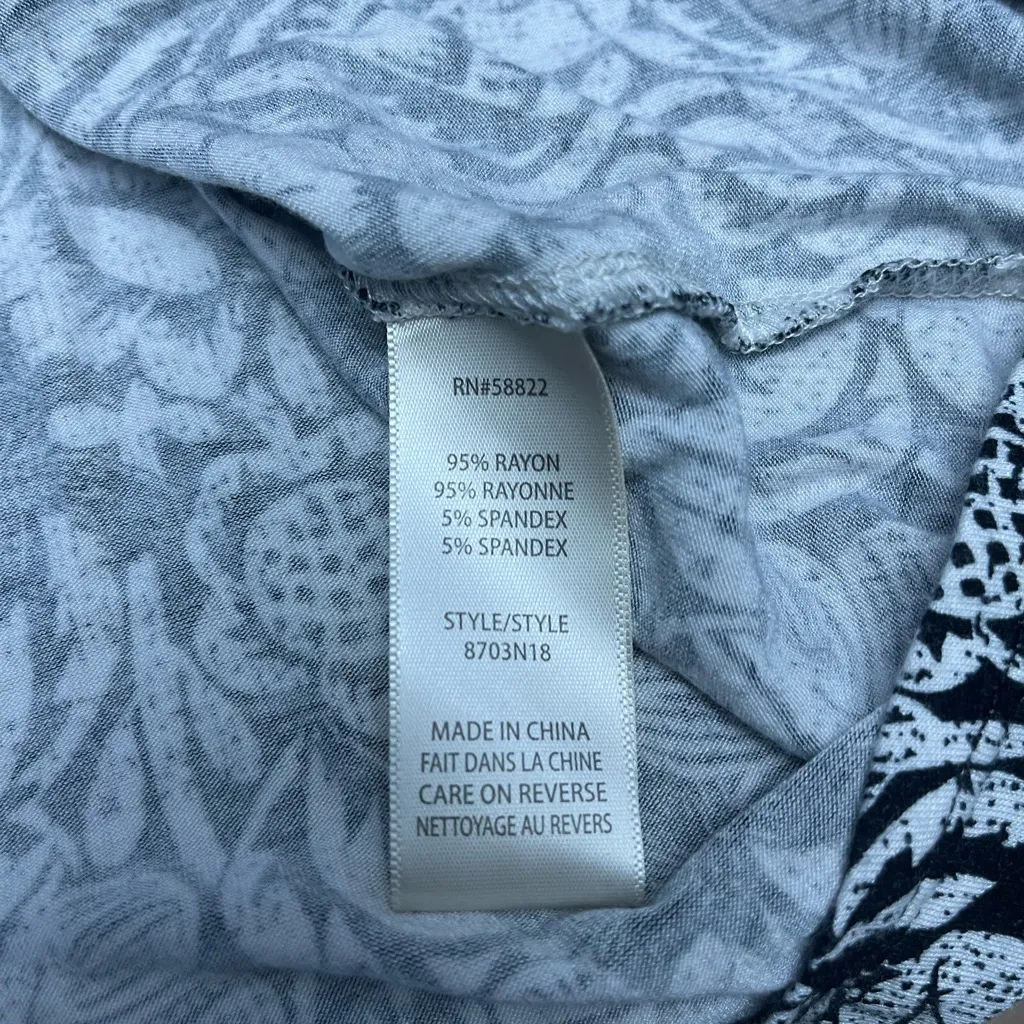 RN#58822
95% RAYON
95% RAYONNE
5% SPANDEX
5% SPANDEX
STYLE/STYLE
8703N18
MADE IN CHINA
FAIT DANS LA CHINE
CARE ON REVERSE
NETTOYAGE AU REVERS